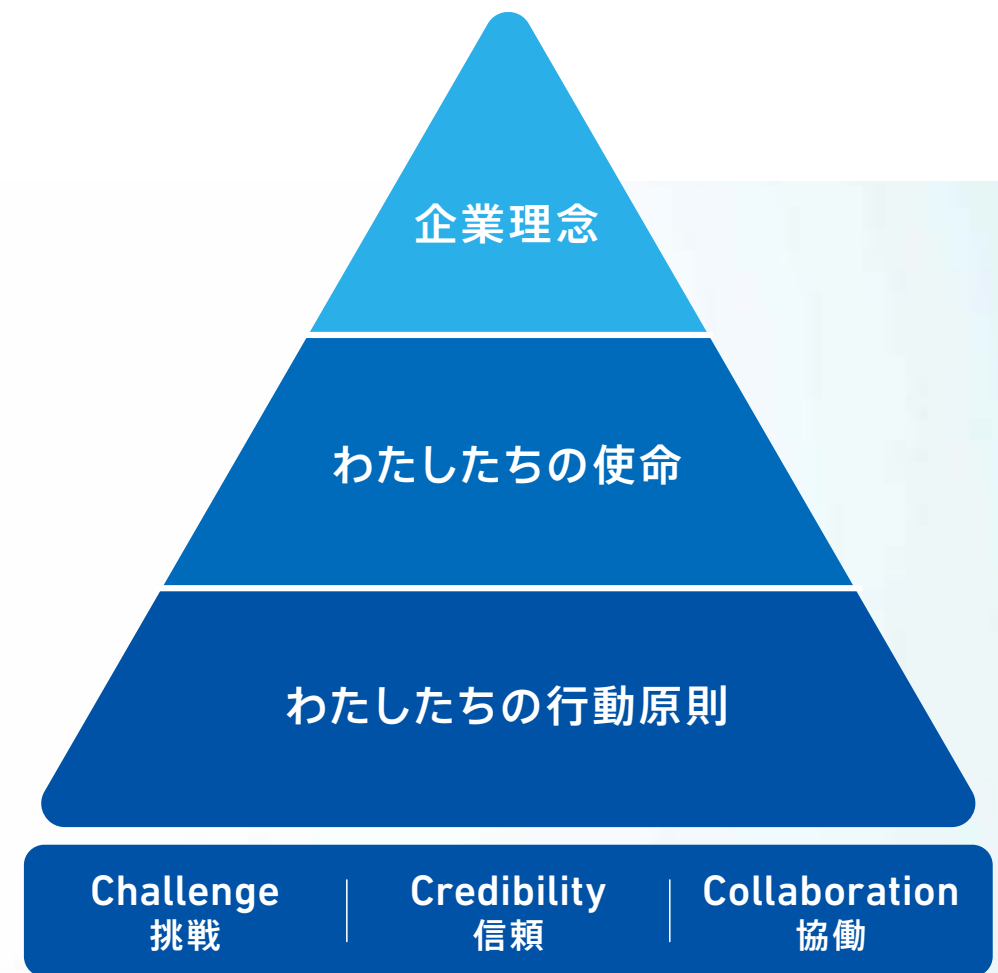 企業理念
わたしたちの使命
わたしたちの行動原則
Challenge
挑戦
Credibility
信頼
Collaboration
協働